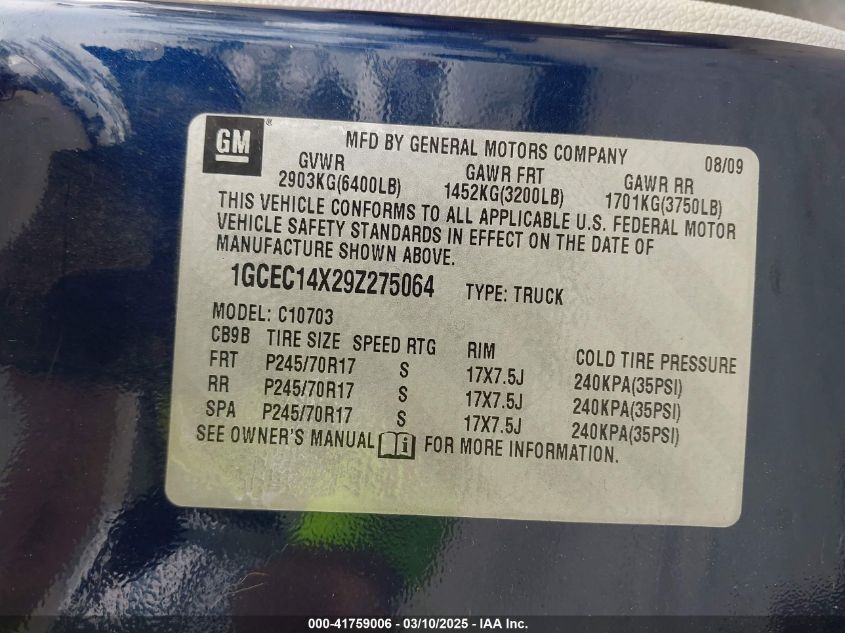 GM ®
MFD BY GENERAL MOTORS COMPANY 08/09
GVWR GAWR FRT GAWR RR
2903KG(6400LB) 1452KG(3200LB) 1701KG(3750LB)
THIS VEHICLE CONFORMS TO ALL APPLICABLE U.S. FEDERAL MOTOR
VEHICLE SAFETY STANDARDS IN EFFECT ON THE DATE OF
MANUFACTURE SHOWN ABOVE.
1GCEC14X29Z275064 TYPE: TRUCK
MODEL: C10703
CB9B TIRE SIZE SPEED RTG RIM COLD TIRE PRESSURE
FRT P245/70R17 S 17X7.5J 240KPA(35PSI)
RR P245/70R17 S 17X7.5J 240KPA(35PSI)
SPA P245/70R17 S 17X7.5J 240KPA(35PSI)
SEE OWNER'S MANUAL i FOR MORE INFORMATION.
000-41759006 / 03/10/2025 - IAA Inc.